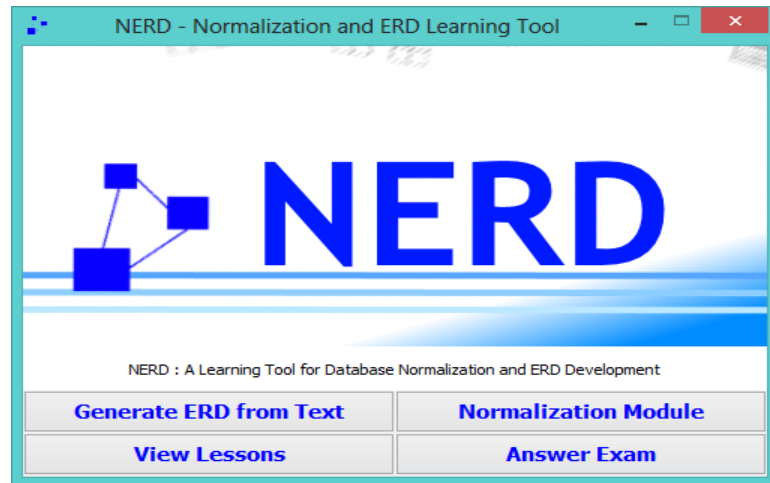 NERD - Normalization and ERD Learning Tool
NERD
NERD : A Learning Tool for Database Normalization and ERD Development
Generate ERD from Text Normalization Module
View Lessons Answer Exam